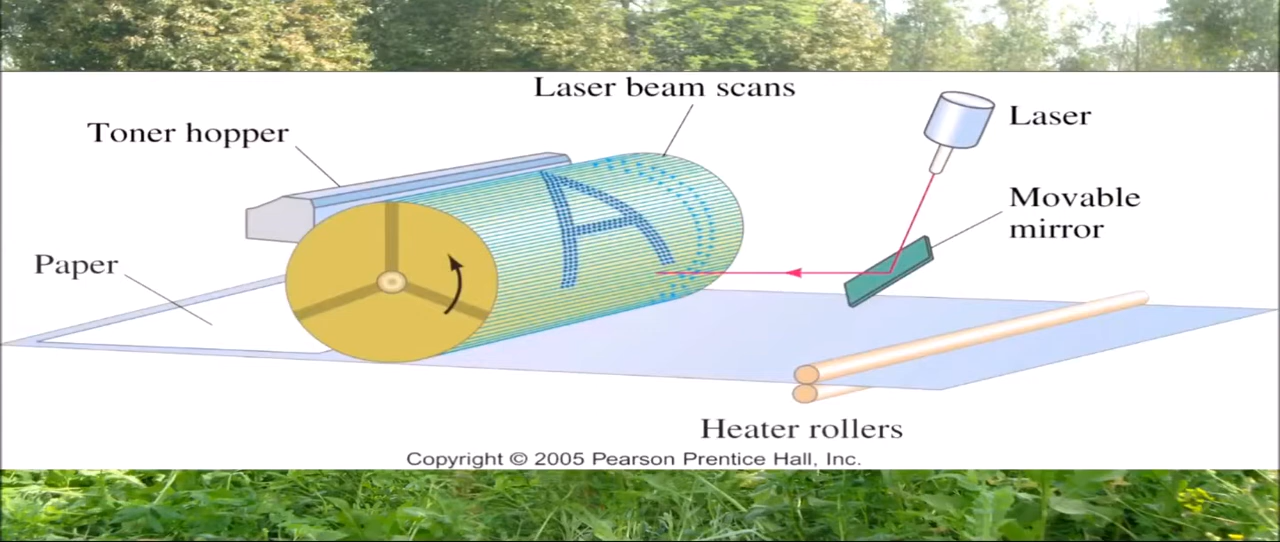 Laser beam scans
Toner hopper
Laser
Movable
mirror
Paper
A
Heater rollers
Copyright © 2005 Pearson Prentice Hall, Inc.